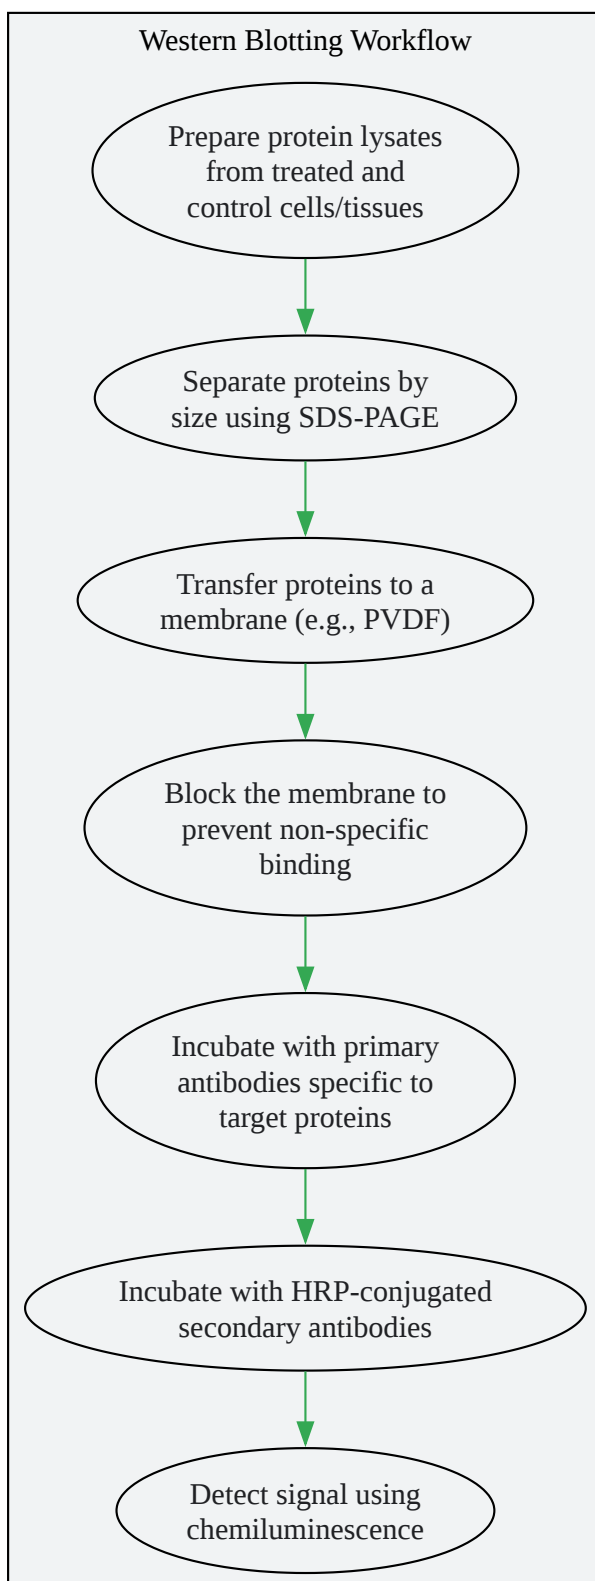 Western Blotting Workflow
Prepare protein lysates
from treated and
control cells/tissues
Separate proteins by
size using SDS-PAGE
Transfer proteins to a
membrane (e.g., PVDF)
Block the membrane to
prevent non-specific
binding
Incubate with primary
antibodies specific to
target proteins
Incubate with HRP-conjugated
secondary antibodies
Detect signal using
chemiluminescence